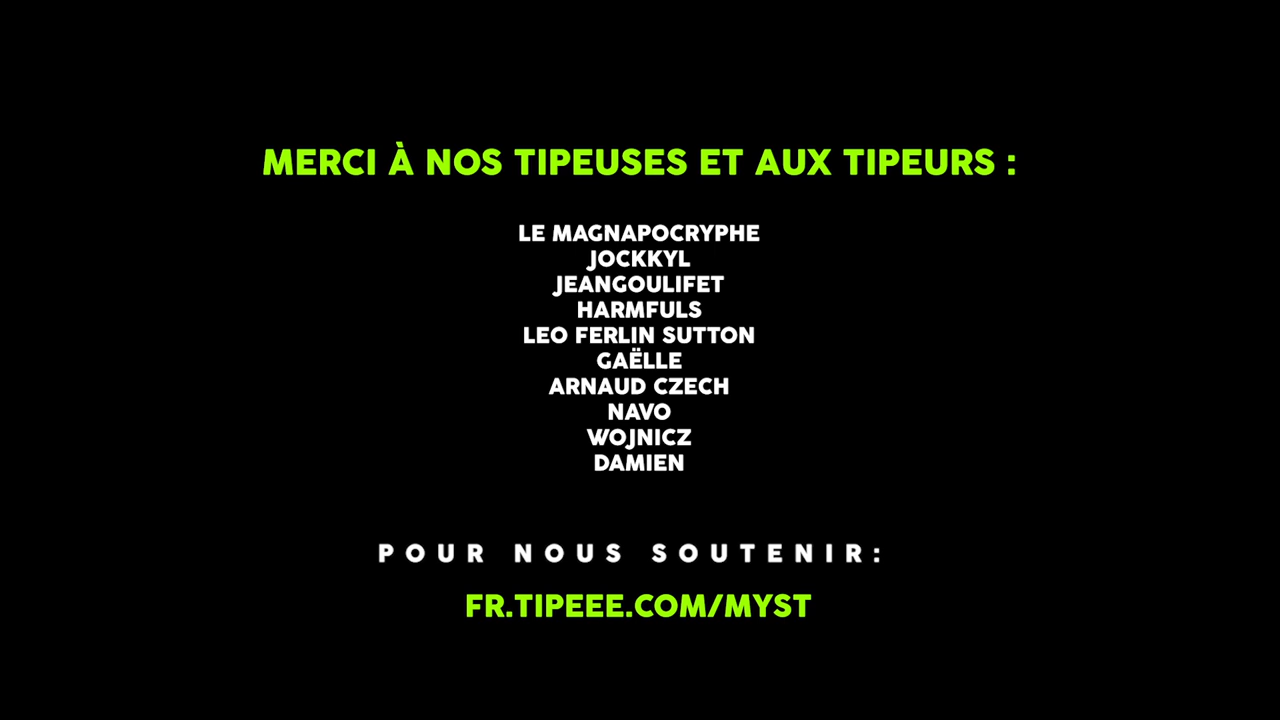 MERCI À NOS TIPEUSES ET AUX TIPEURS :
LE MAGNAPOCRYPHE
JOCKKYL
JEANGOULIFET
HARMFULS
LEO FERLIN SUTTON
GAËLLE
ARNAUD CZECH
NAVO
WOJNICZ
DAMIEN
POUR NOUS SOUTENIR:
FR.TIPEEE.COM/MYST